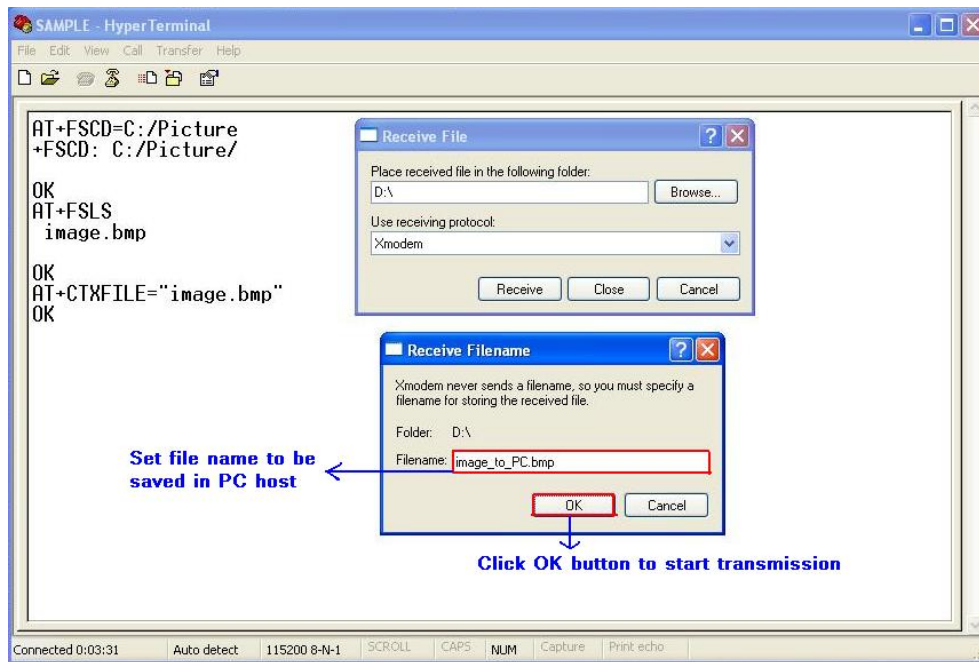 SAMPLE - HyperTerminal
File Edit View Call Transfer Help
AT+FSCD=C:/Picture
+FSCD: C:/Picture/
OK
AT+FSLS
image.bmp
OK
AT+CTXFILE="image.bmp"
OK
Receive File
Place received file in the following folder:
D:\
Browse...
Use receiving protocol:
Xmodem
Receive Close Cancel
Receive Filename
Xmodem never sends a filename, so you must specify a
filename for storing the received file.
Folder: D:\
Filename: image_to_PC.bmp
OK Cancel
Set file name to be
saved in PC host
Click OK button to start transmission
Connected 0:03:31 Auto detect 115200 8-N-1 SCROLL CAPS NUM Capture Print echo